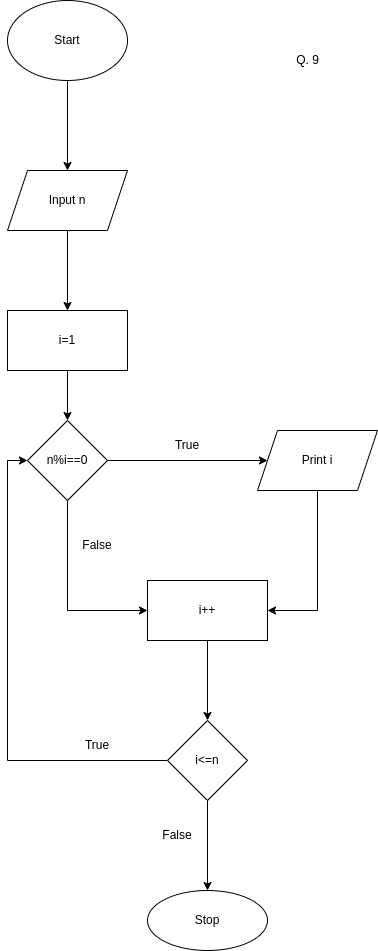 Start
Q. 9
Input n
i=1
n%i==0
True
Print i
False
i++
True
i<=n
False
Stop